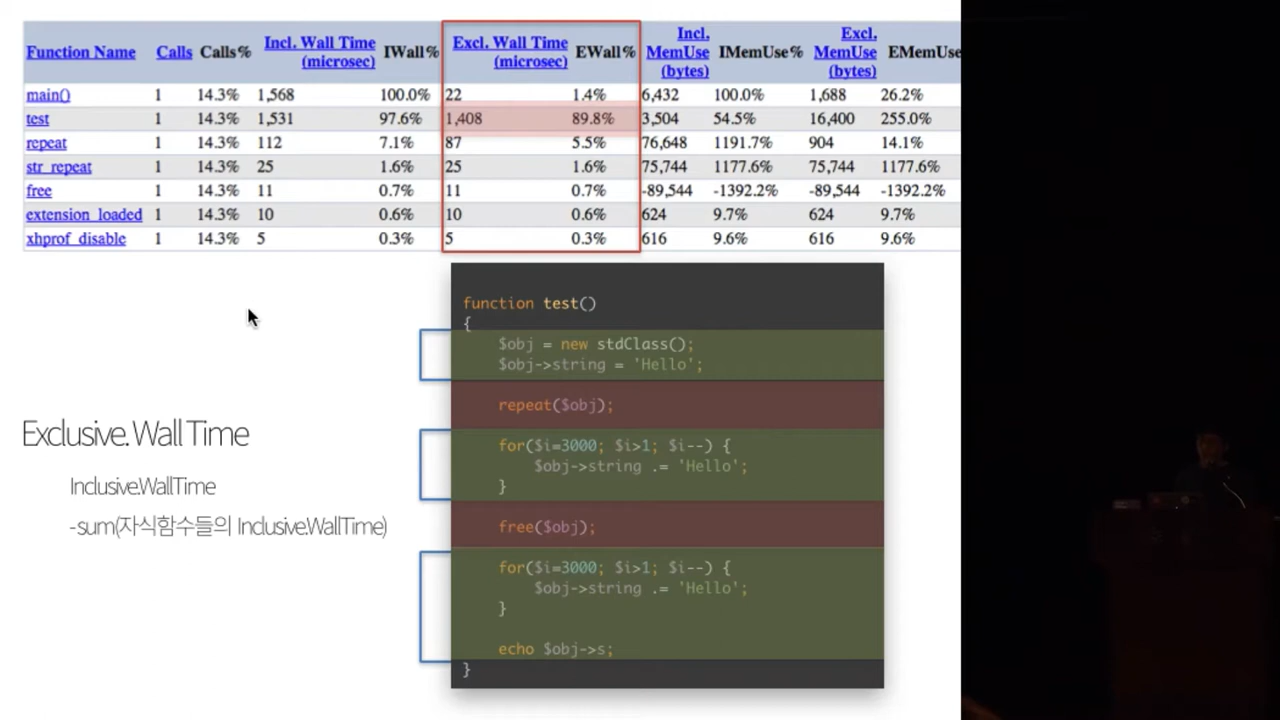 Function Name Calls Calls% Incl. Wall Time (microsec) IWall% Excl. Wall Time (microsec) EWall% Incl. MemUse (bytes) IMemUse% Excl. MemUse (bytes) EMemUse
main() 1 14.3% 1,568 100.0% 22 1.4% 6,432 100.0% 1,688 26.2%
test 1 14.3% 1,531 97.6% 1,408 89.8% 3,504 54.5% 16,400 255.0%
repeat 1 14.3% 112 7.1% 87 5.5% 76,648 1191.7% 904 14.1%
str_repeat 1 14.3% 25 1.6% 25 1.6% 75,744 1177.6% 75,744 1177.6%
free 1 14.3% 11 0.7% 11 0.7% -89,544 -1392.2% -89,544 -1392.2%
extension_loaded 1 14.3% 10 0.6% 10 0.6% 624 9.7% 624 9.7%
xhprof_disable 1 14.3% 5 0.3% 5 0.3% 616 9.6% 616 9.6%
Exclusive.Wall Time
Inclusive.WallTime
-sum(자식함수들의 Inclusive.WallTime)
function test()
{
$obj = new stdClass();
$obj->string = 'Hello';
repeat($obj);
for($i=3000; $i>1; $i--) {
$obj->string .= 'Hello';
}
free($obj);
for($i=3000; $i>1; $i--) {
$obj->string .= 'Hello';
}
echo $obj->s;
}